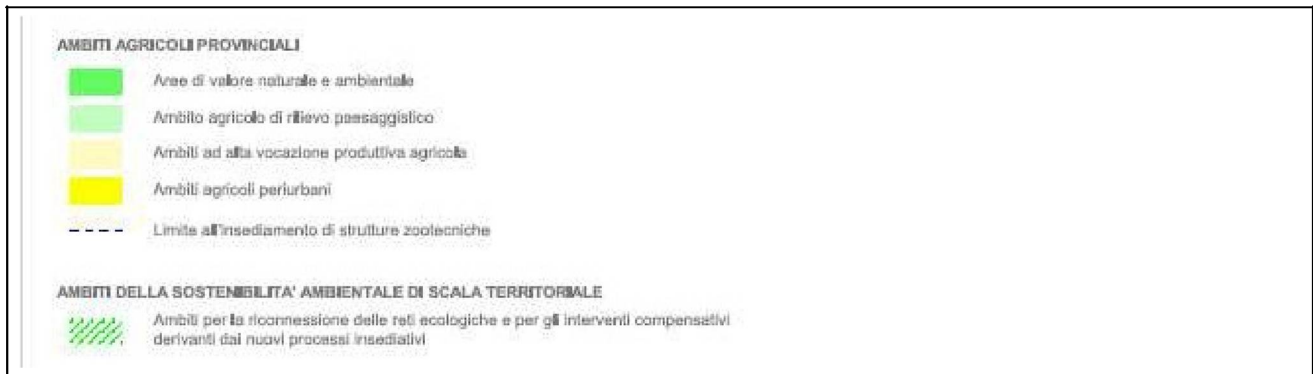 AMBITI AGRICOLI PROVINCIALI
Aree di valore naturale e ambientale
Ambito agricolo di rilievo paesaggistico
Ambiti ad alta vocazione produttiva agricola
Ambiti agricoli periurbani
Limite all'insediamento di strutture zootecniche
AMBITI DELLA SOSTENIBILITA' AMBIENTALE DI SCALA TERRITORIALE
Ambiti per la riconnessione delle reti ecologiche e per gli interventi compensativi
derivanti dai nuovi processi insediativi